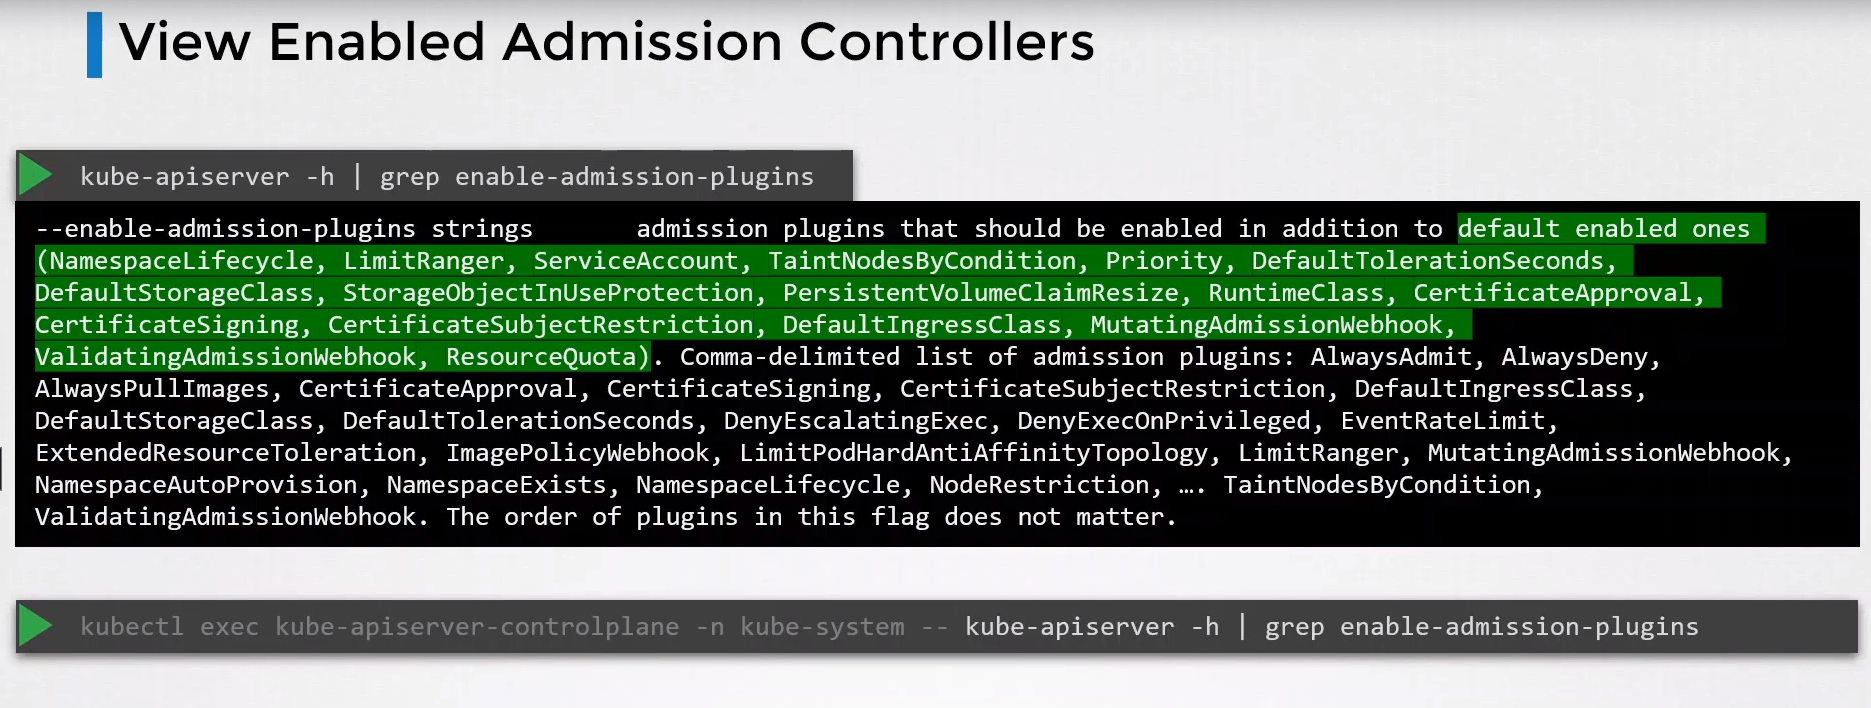 View Enabled Admission Controllers
kube-apiserver -h | grep enable-admission-plugins
--enable-admission-plugins strings       admission plugins that should be enabled in addition to default enabled ones
(NamespaceLifecycle, LimitRanger, ServiceAccount, TaintNodesByCondition, Priority, DefaultTolerationSeconds,
DefaultStorageClass, StorageObjectInUseProtection, PersistentVolumeClaimResize, RuntimeClass, CertificateApproval,
CertificateSigning, CertificateSubjectRestriction, DefaultIngressClass, MutatingAdmissionWebhook,
ValidatingAdmissionWebhook, ResourceQuota). Comma-delimited list of admission plugins: AlwaysAdmit, AlwaysDeny,
AlwaysPullImages, CertificateApproval, CertificateSigning, CertificateSubjectRestriction, DefaultIngressClass,
DefaultStorageClass, DefaultTolerationSeconds, DenyEscalatingExec, DenyExecOnPrivileged, EventRateLimit,
ExtendedResourceToleration, ImagePolicyWebhook, LimitPodHardAntiAffinityTopology, LimitRanger, MutatingAdmissionWebhook,
NamespaceAutoProvision, NamespaceExists, NamespaceLifecycle, NodeRestriction, …. TaintNodesByCondition,
ValidatingAdmissionWebhook. The order of plugins in this flag does not matter.
kubectl exec kube-apiserver-controlplane -n kube-system -- kube-apiserver -h | grep enable-admission-plugins